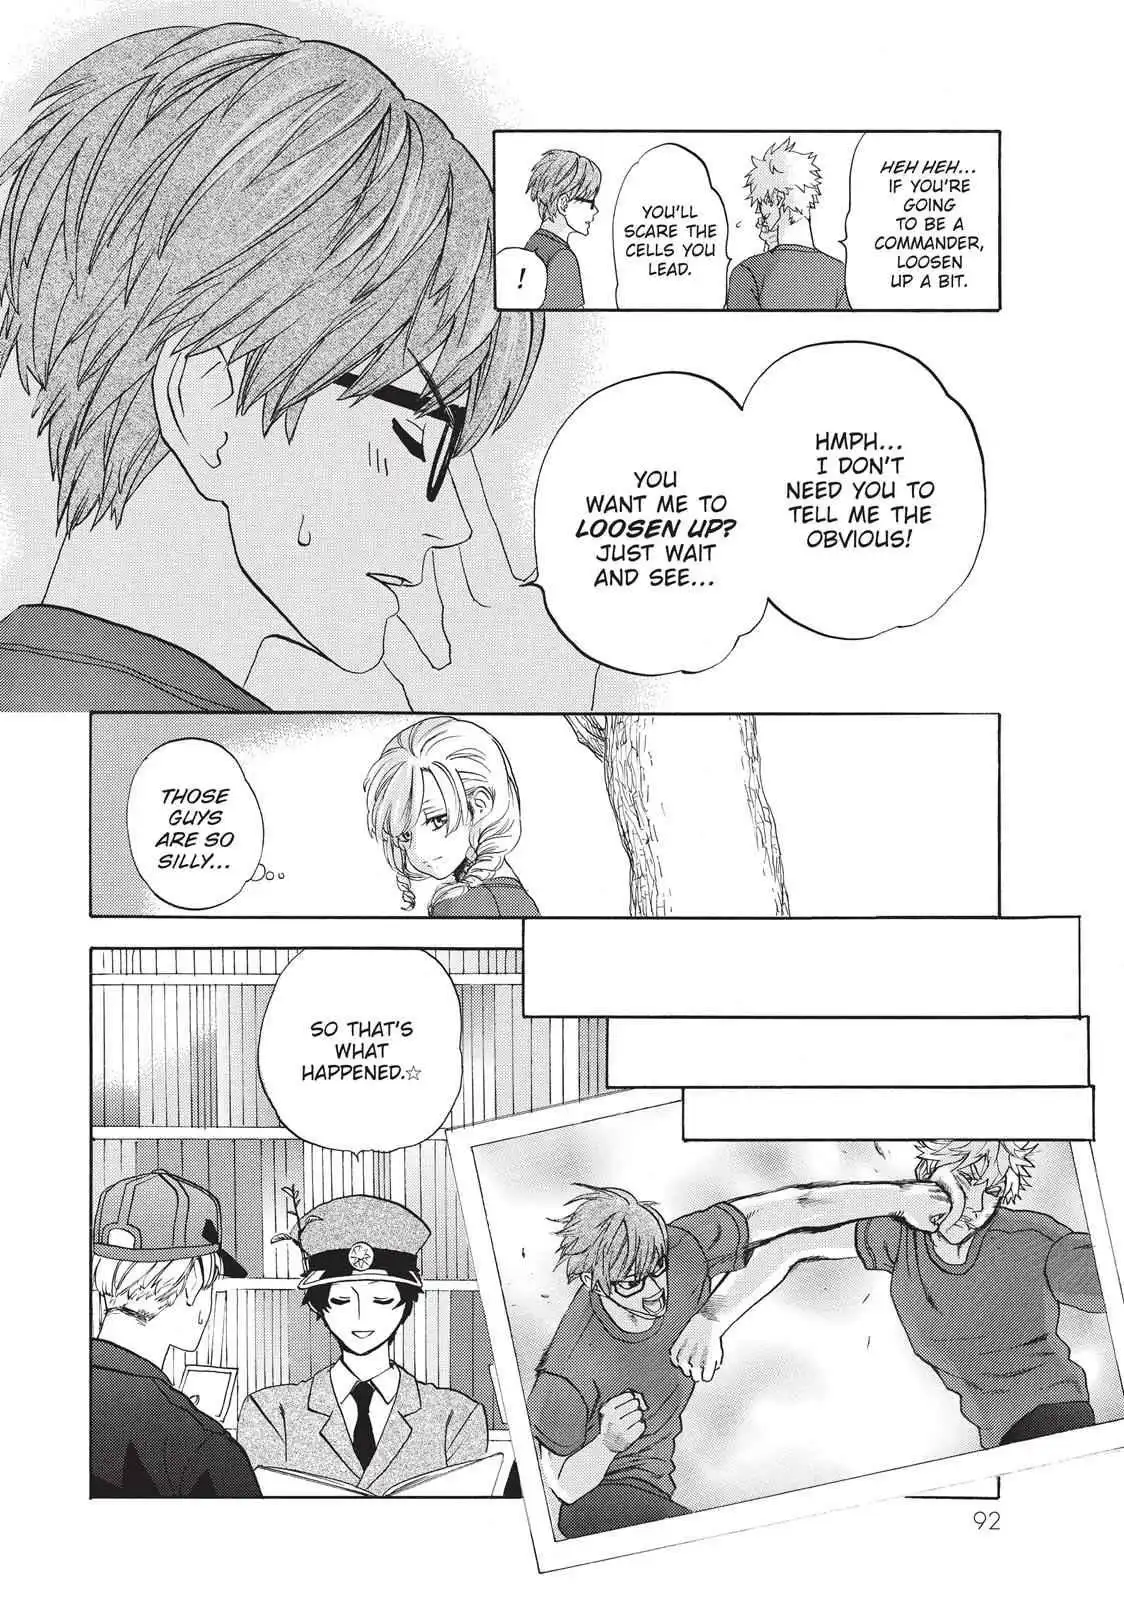 HEH HEH...
IF YOU'RE
GOING
TO BE A
COMMANDER,
LOOSEN
UP A BIT.
YOU'LL
SCARE THE
CELLS YOU
LEAD.
!
HMPH...
I DON'T
NEED YOU TO
TELL ME THE
OBVIOUS!
YOU
WANT ME TO
LOOSEN UP?
JUST WAIT
AND SEE...
THOSE
GUYS
ARE SO
SILLY...
SO THAT'S
WHAT
HAPPENED.☆
92